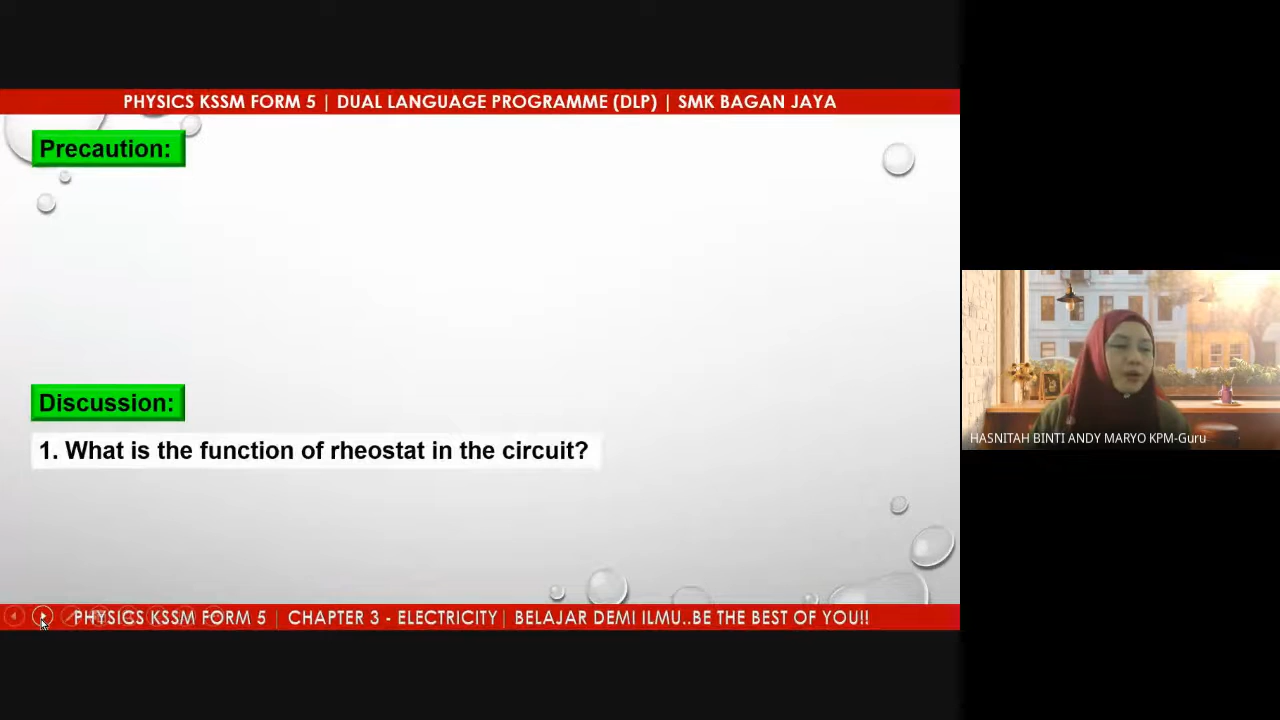 PHYSICS KSSM FORM 5 | DUAL LANGUAGE PROGRAMME (DLP) | SMK BAGAN JAYA
Precaution:
Discussion:
1. What is the function of rheostat in the circuit?
HASNITAH BINTI ANDY MARYO KPM-Guru
PHYSICS KSSM FORM 5 | CHAPTER 3 - ELECTRICITY| BELAJAR DEMI ILMU..BE THE BEST OF YOU!!